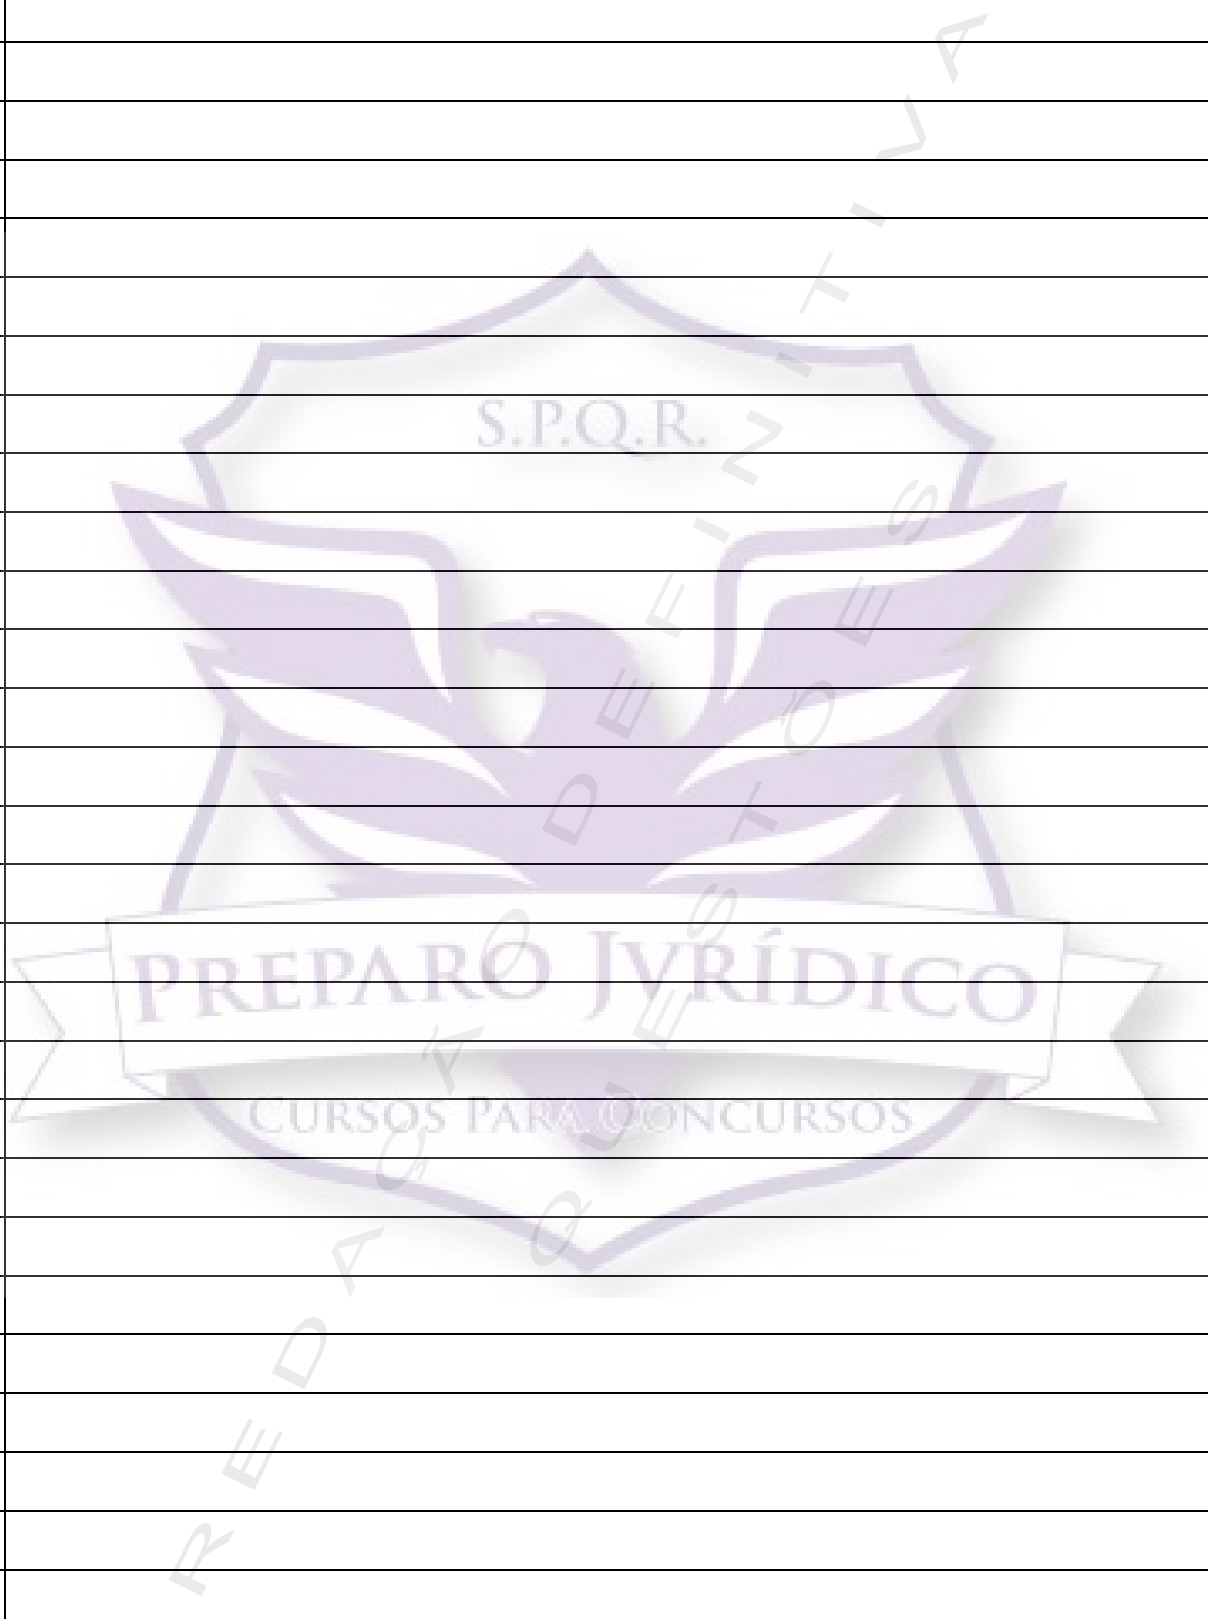 S.P.Q.R.
PREPARO JVRÍDICO
CURSOS PARA CONCURSOS
REDAÇÃO DEFINITIVA
QUESTÕES